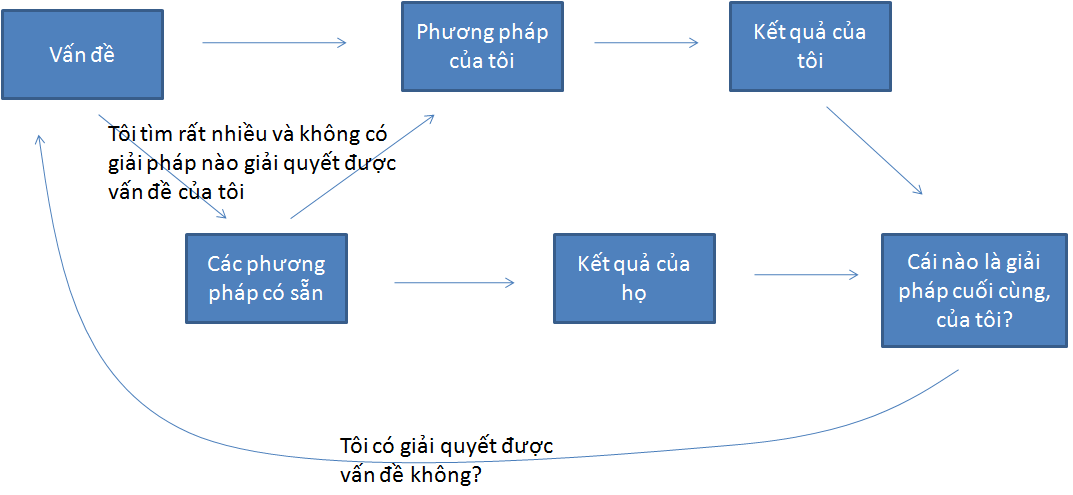 Vấn đề
Phương pháp
của tôi
Kết quả của
tôi
Tôi tìm rất nhiều và không có
giải pháp nào giải quyết được
vấn đề của tôi
Các phương
pháp có sẵn
Kết quả của
họ
Cái nào là giải
pháp cuối cùng,
của tôi?
Tôi có giải quyết được
vấn đề không?